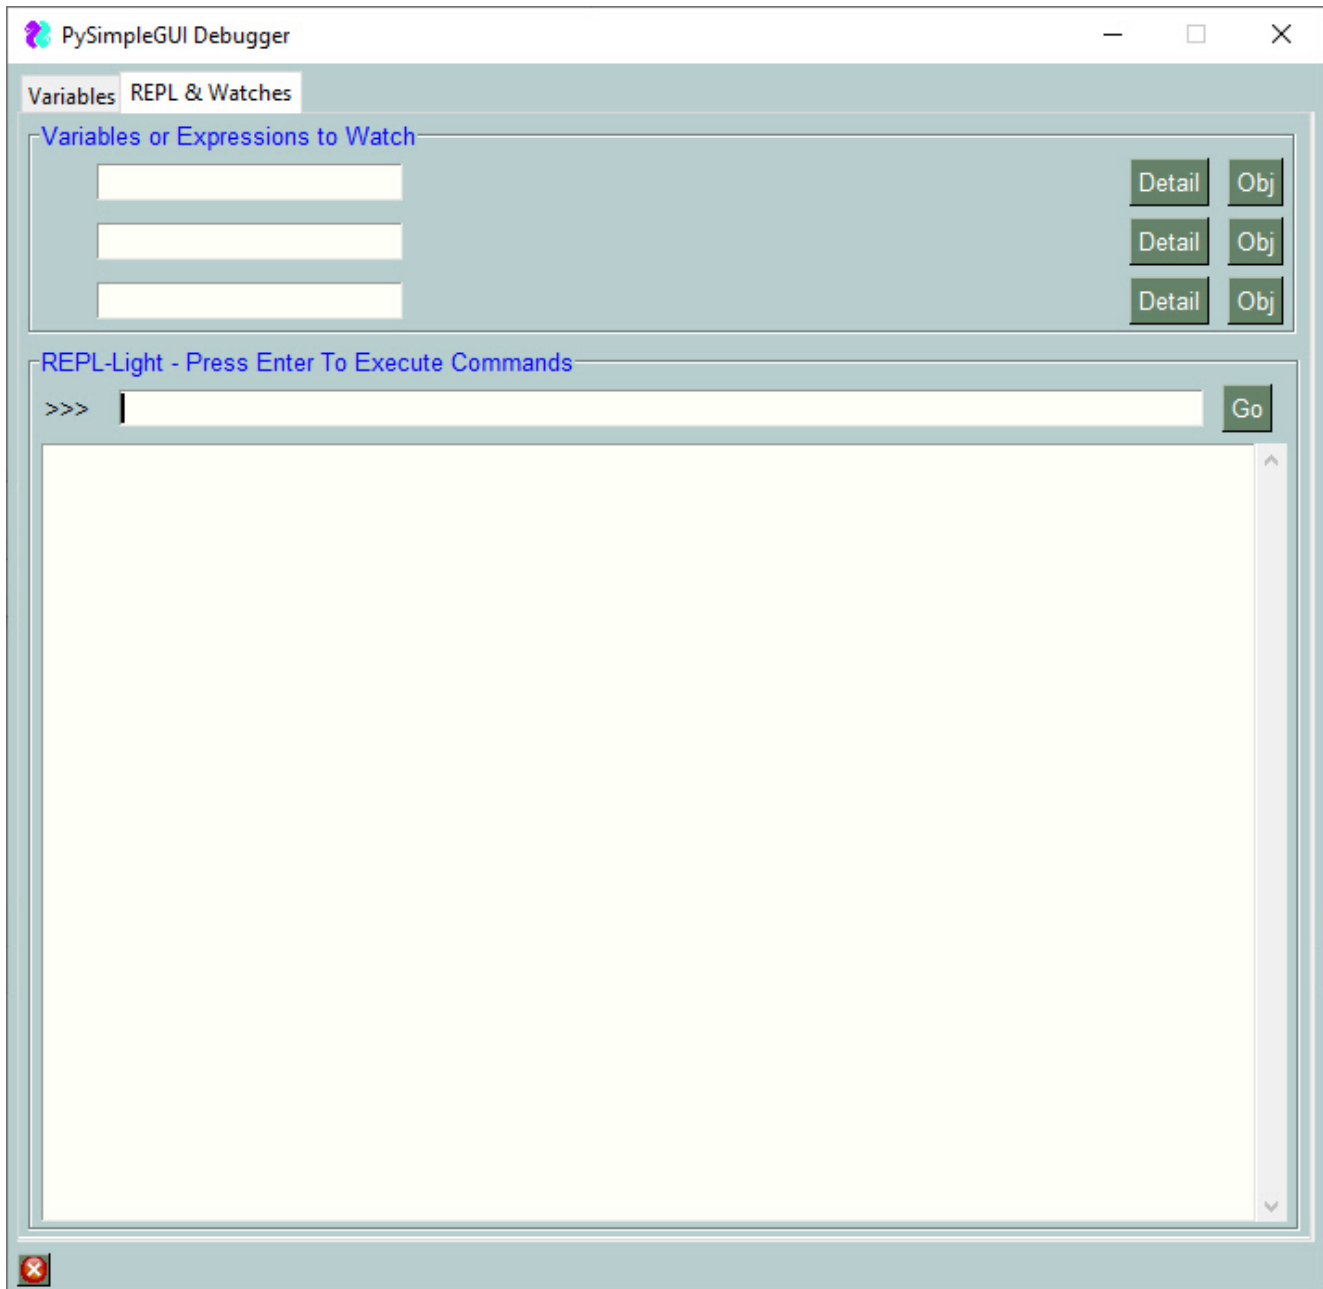 PySimpleGUI Debugger
Variables REPL & Watches
Variables or Expressions to Watch
Detail Obj
Detail Obj
Detail Obj
REPL-Light - Press Enter To Execute Commands
>>> Go